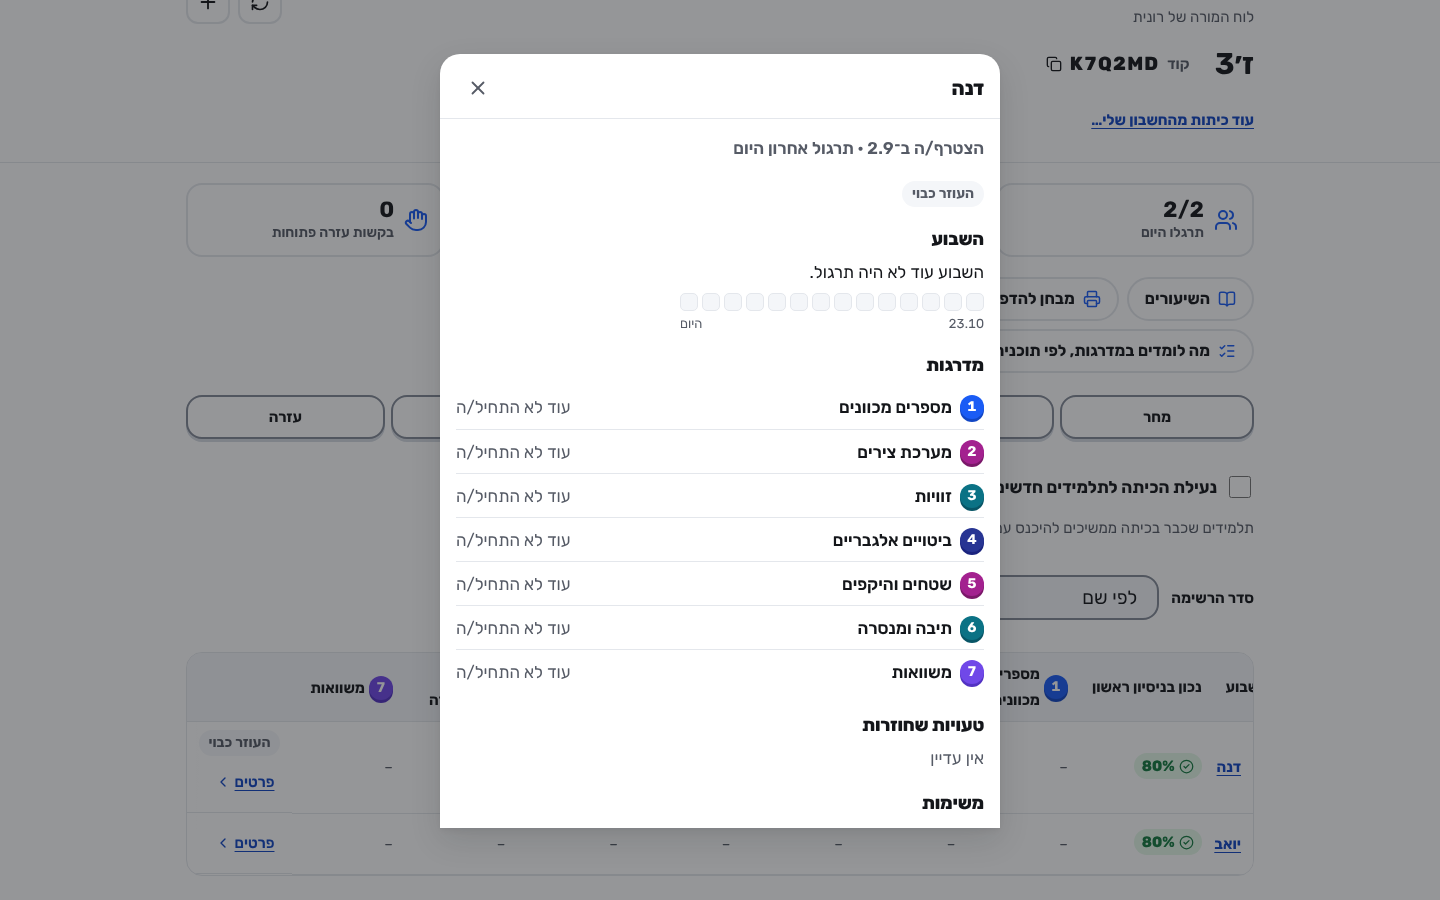 לוח המורה של רונית
ז׳3
קוד
K7Q2MD
עוד כיתות מהחשבון שלי...
2/2
תרגלו היום
0
בקשות עזרה פתוחות
השיעורים
מבחן להדפ
מה לומדים במדרגות, לפי תוכנית
מחר
עזרה
נעילת הכיתה לתלמידים חדשים
תלמידים שכבר בכיתה ממשיכים להיכנס
סדר הרשימה
לפי שם
נכון בניסיון ראשון
1
מכוונים
7 משוואות
דנה
80%
–
–
העוזר כבוי
פרטים
יואב
80%
–
–
–
–
–
–
–
פרטים
דנה
הצטרף/ה ב־2.9 • תרגול אחרון היום
העוזר כבוי
השבוע
השבוע עוד לא היה תרגול.
23.10
היום
מדרגות
1 מספרים מכוונים עוד לא התחיל/ה
2 מערכת צירים עוד לא התחיל/ה
3 זוויות עוד לא התחיל/ה
4 ביטויים אלגבריים עוד לא התחיל/ה
5 שטחים והיקפים עוד לא התחיל/ה
6 תיבה ומנסרה עוד לא התחיל/ה
7 משוואות עוד לא התחיל/ה
טעויות שחוזרות
אין עדיין
משימות